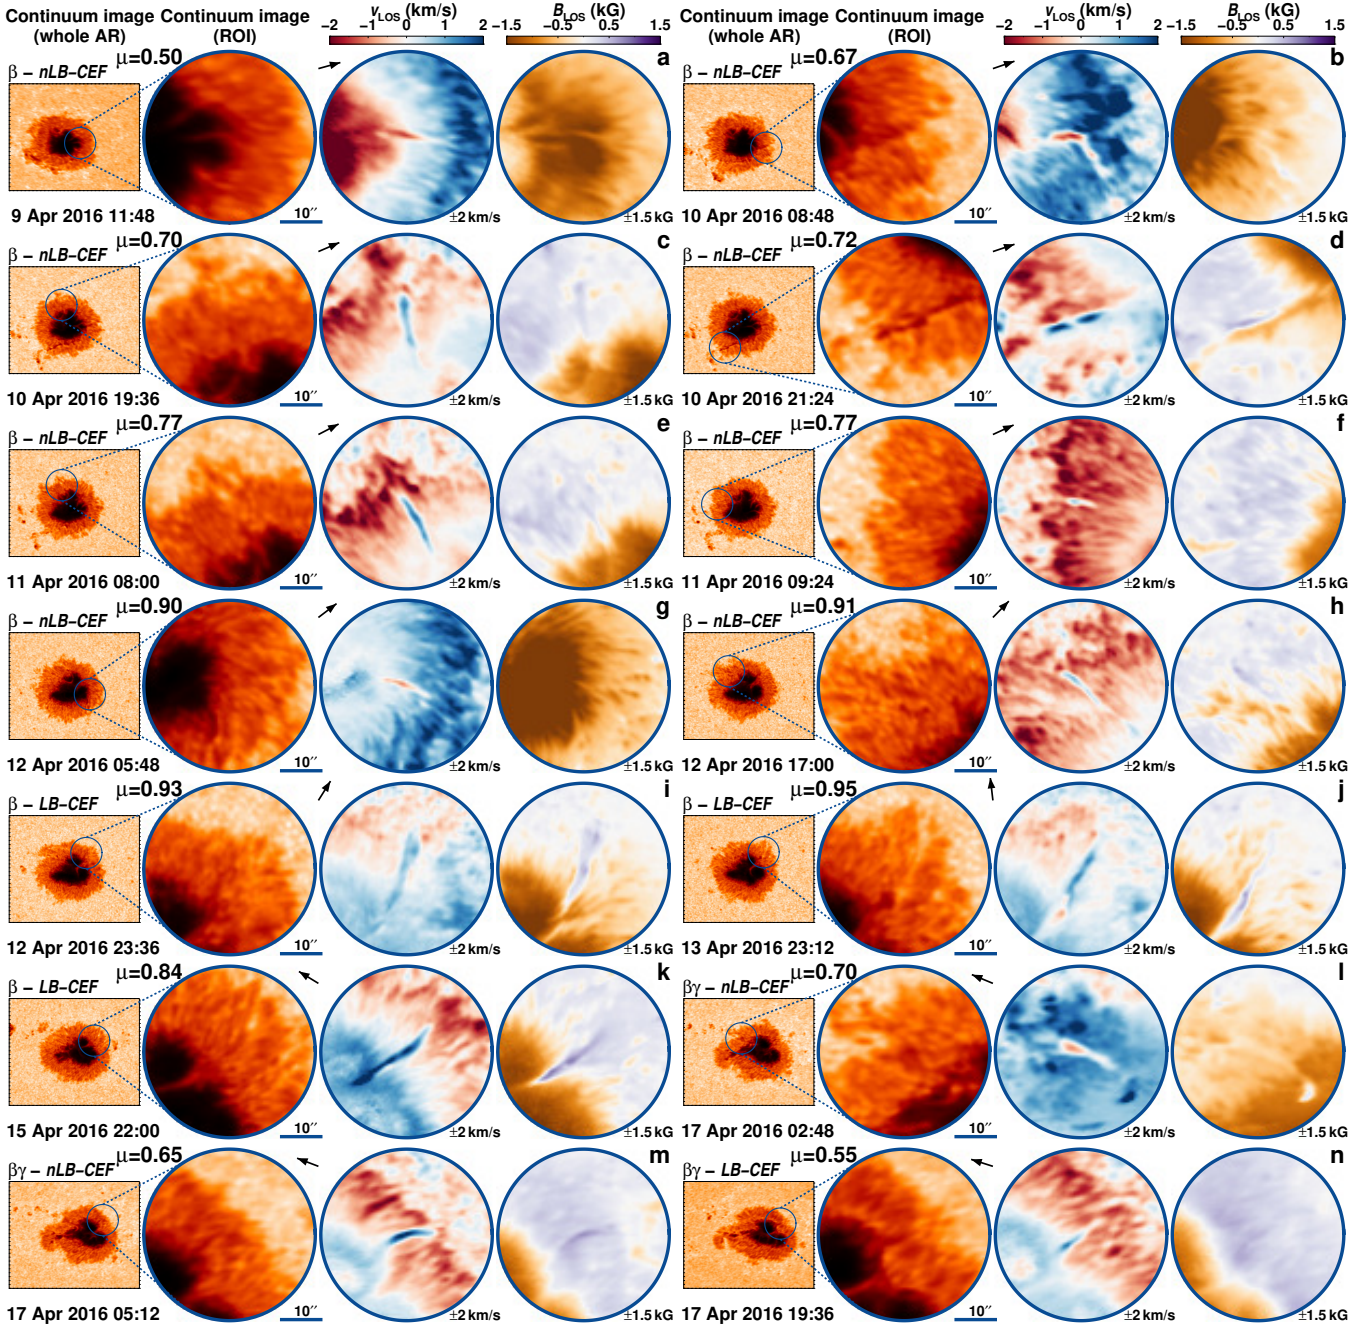 Continuum image (whole AR)
Continuum image (ROI)
v_LOS (km/s)
−2 −1 0 1 2
B_LOS (kG)
−1.5 −0.5 0.5 1.5
Continuum image (whole AR)
Continuum image (ROI)
v_LOS (km/s)
−2 −1 0 1 2
B_LOS (kG)
−1.5 −0.5 0.5 1.5
β − nLB−CEF
μ=0.50
a
9 Apr 2016 11:48
10″
±2 km/s
±1.5 kG
β − nLB−CEF
μ=0.67
b
10 Apr 2016 08:48
10″
±2 km/s
±1.5 kG
β − nLB−CEF
μ=0.70
c
10 Apr 2016 19:36
10″
±2 km/s
±1.5 kG
β − nLB−CEF
μ=0.72
d
10 Apr 2016 21:24
10″
±2 km/s
±1.5 kG
β − nLB−CEF
μ=0.77
e
11 Apr 2016 08:00
10″
±2 km/s
±1.5 kG
β − nLB−CEF
μ=0.77
f
11 Apr 2016 09:24
10″
±2 km/s
±1.5 kG
β − nLB−CEF
μ=0.90
g
12 Apr 2016 05:48
10″
±2 km/s
±1.5 kG
β − nLB−CEF
μ=0.91
h
12 Apr 2016 17:00
10″
±2 km/s
±1.5 kG
β − LB−CEF
μ=0.93
i
12 Apr 2016 23:36
10″
±2 km/s
±1.5 kG
β − LB−CEF
μ=0.95
j
13 Apr 2016 23:12
10″
±2 km/s
±1.5 kG
β − LB−CEF
μ=0.84
k
15 Apr 2016 22:00
10″
±2 km/s
±1.5 kG
βγ − nLB−CEF
μ=0.70
l
17 Apr 2016 02:48
10″
±2 km/s
±1.5 kG
βγ − nLB−CEF
μ=0.65
m
17 Apr 2016 05:12
10″
±2 km/s
±1.5 kG
βγ − LB−CEF
μ=0.55
n
17 Apr 2016 19:36
10″
±2 km/s
±1.5 kG